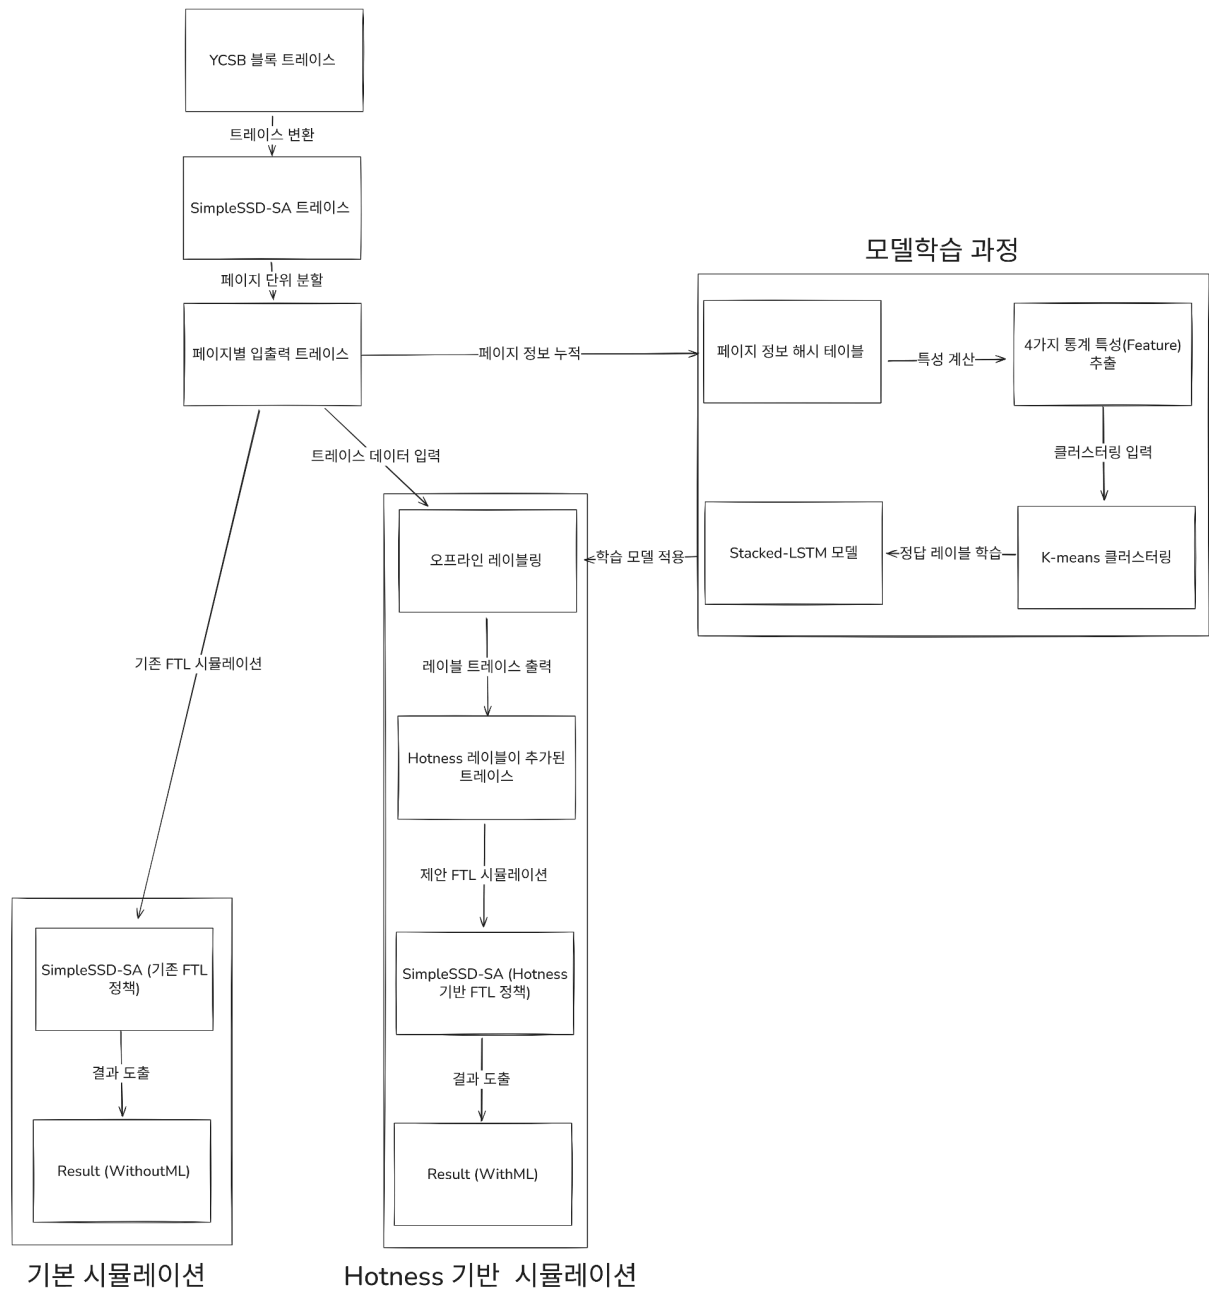 YCSB 블록 트레이스
트레이스 변환
SimpleSSD-SA 트레이스
페이지 단위 분할
페이지별 입출력 트레이스
페이지 정보 누적
모델학습 과정
페이지 정보 해시 테이블
특성 계산
4가지 통계 특성(Feature)
추출
클러스터링 입력
K-means 클러스터링
정답 레이블 학습
Stacked-LSTM 모델
학습 모델 적용
트레이스 데이터 입력
오프라인 레이블링
레이블 트레이스 출력
Hotness 레이블이 추가된
트레이스
제안 FTL 시뮬레이션
SimpleSSD-SA (Hotness
기반 FTL 정책)
결과 도출
Result (WithML)
Hotness 기반 시뮬레이션
기존 FTL 시뮬레이션
SimpleSSD-SA (기존 FTL
정책)
결과 도출
Result (WithoutML)
기본 시뮬레이션